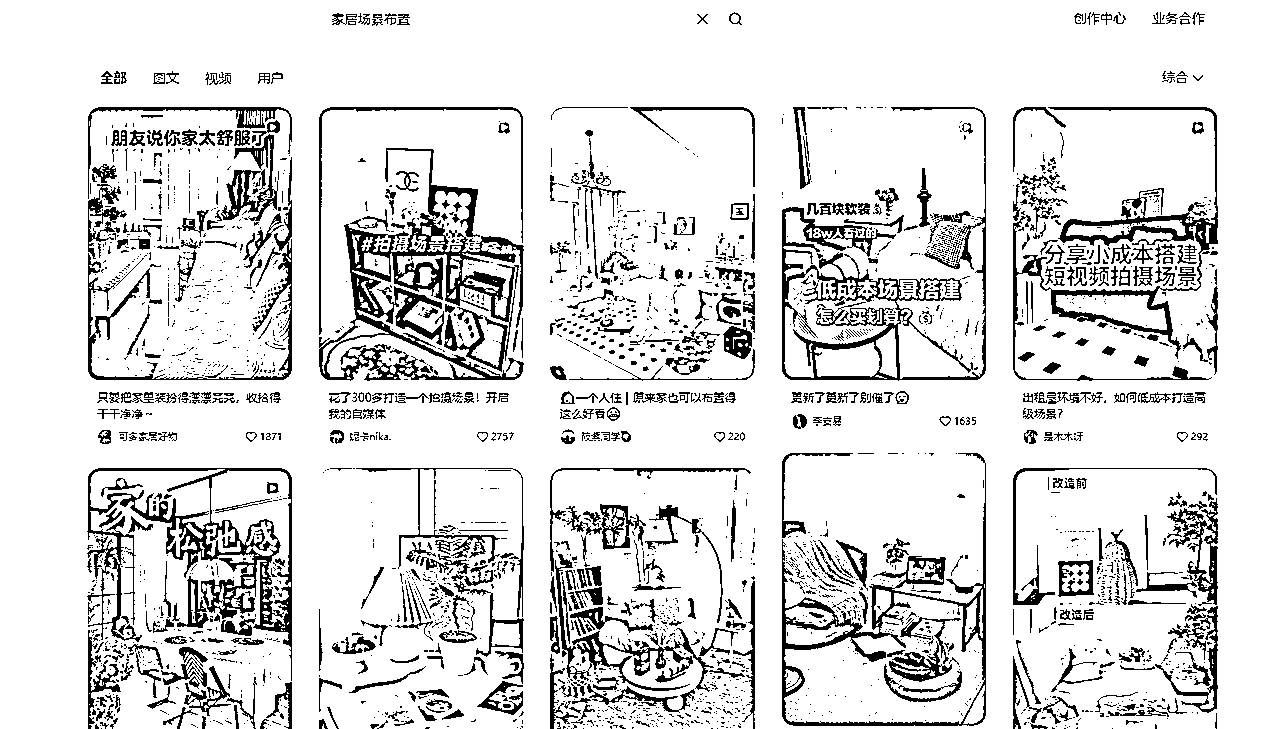 家居场景布置
创作中心 业务合作
全部 图文 视频 用户
综合
朋友说你家太舒服了
#拍摄场景搭建
几百块软装
18w人看过的
低成本场景搭建
怎么买划算?
分享小成本搭建
短视频拍摄场景
只要把家里装拾得漂漂亮亮，收拾得
干干净净~
可多家居好物 1871
花了300多打造一个拍摄场景！开启
我的自媒体
妮卡nika. 2757
一个人住 | 原来家也可以布置得
这么好看
220
更新了更新了别催了
李安易 1635
出租屋环境不好，如何低成本打造高
级场景?
是木木呀 292
家的
松弛感
改造前
改造后